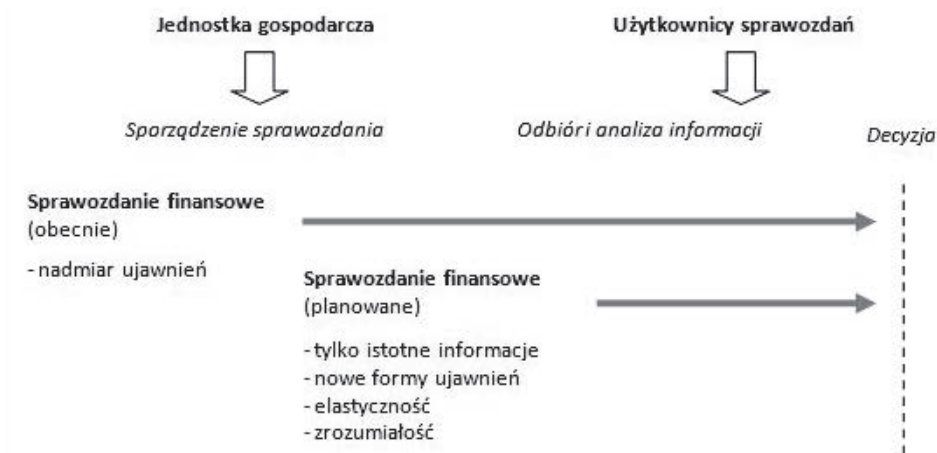 Jednostka gospodarcza
Użytkownicy sprawozdań
Sporządzenie sprawozdania
Odbiór i analiza informacji
Decyzja
Sprawozdanie finansowe
(obecnie)
- nadmiar ujawnień
Sprawozdanie finansowe
(planowane)
- tylko istotne informacje
- nowe formy ujawnień
- elastyczność
- zrozumiałość